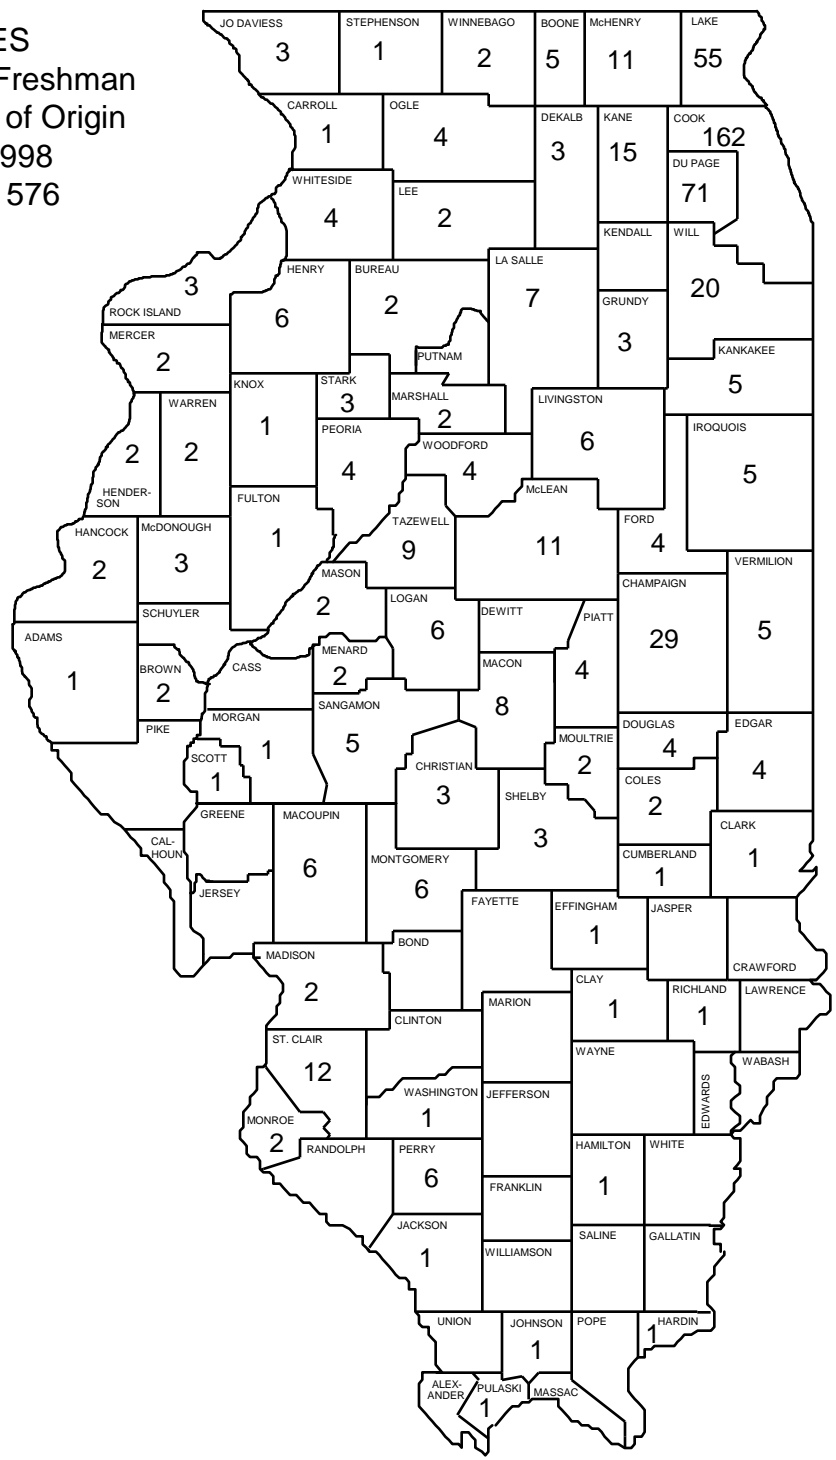 ES
Freshman
of Origin
998
576
JO DAVIESS
3
STEPHENSON
1
WINNEBAGO
2
BOONE
5
McHENRY
11
LAKE
55
CARROLL
1
OGLE
4
DEKALB
3
KANE
15
COOK
162
DU PAGE
71
WHITESIDE
4
LEE
2
KENDALL
WILL
20
ROCK ISLAND
3
HENRY
6
BUREAU
2
LA SALLE
7
GRUNDY
3
MERCER
2
PUTNAM
KANKAKEE
5
KNOX
1
STARK
3
MARSHALL
2
LIVINGSTON
6
WARREN
2
HENDER-
SON
2
PEORIA
4
WOODFORD
4
IROQUOIS
5
FULTON
1
McLEAN
11
HANCOCK
2
McDONOUGH
3
TAZEWELL
9
FORD
4
MASON
2
LOGAN
6
DEWITT
PIATT
4
CHAMPAIGN
29
VERMILION
5
SCHUYLER
ADAMS
1
BROWN
2
CASS
MENARD
2
MACON
8
PIKE
MORGAN
1
SANGAMON
5
SCOTT
1
CHRISTIAN
3
MOULTRIE
2
DOUGLAS
4
EDGAR
4
COLES
2
SHELBY
3
GREENE
MACOUPIN
6
CLARK
1
CAL-
HOUN
MONTGOMERY
6
CUMBERLAND
1
JERSEY
FAYETTE
EFFINGHAM
1
JASPER
CRAWFORD
BOND
MADISON
2
CLAY
1
RICHLAND
1
LAWRENCE
MARION
CLINTON
ST. CLAIR
12
WAYNE
WABASH
EDWARDS
WASHINGTON
1
JEFFERSON
MONROE
2
RANDOLPH
PERRY
6
HAMILTON
1
WHITE
FRANKLIN
JACKSON
1
WILLIAMSON
SALINE
GALLATIN
UNION
JOHNSON
1
POPE
HARDIN
1
ALEX-
ANDER
PULASKI
1
MASSAC